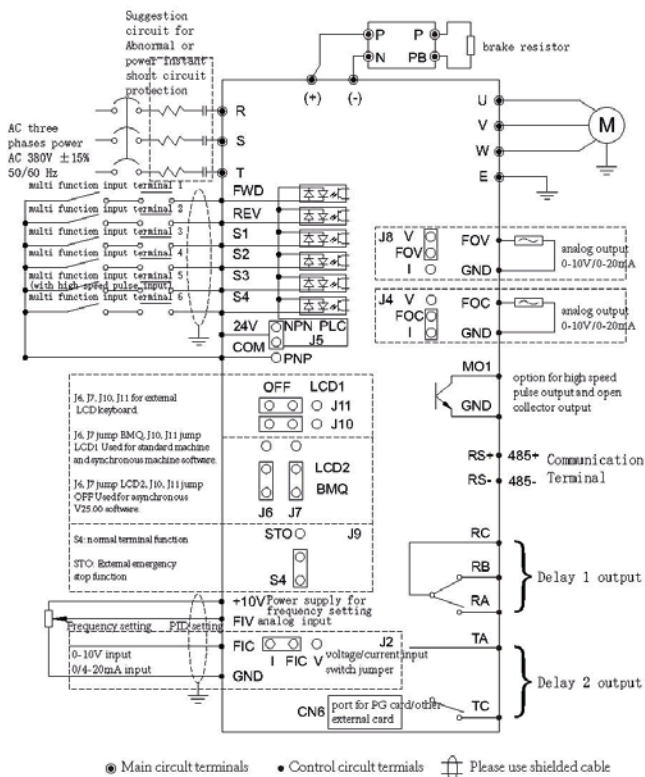 Suggestion
circuit for
Abnormal or
power instant
short circuit
protection
P P
N PB
brake resistor
(+) (-)
R
S
T
AC three
phases power
AC 380V ±15%
50/60 Hz
U
V
W
E
M
multi function input terminal 1
FWD
multi function input terminal 2
REV
multi function input terminal 3
S1
multi function input terminal 4
S2
multi function input terminal 5
(with high speed pulse input)
S3
multi function input terminal 6
S4
24V
NPN PLC
J5
COM
PNP
J8 V
FOV
I
FOV
GND
analog output
0-10V/0-20mA
J4 V
FOC
I
FOC
GND
analog output
0-10V/0-20mA
MO1
GND
option for high speed
pulse output and open
collector output
J6, J7, J10, J11 for external
LCD keyboard.
J6, J7 jump BMQ, J10, J11 jump
LCD1 Used for standard machine
and synchronous machine software.
J6, J7 jump LCD2, J10, J11 jump
OFF Used for asynchronous
V25.00 software.
OFF LCD1
J11
J10
LCD2
BMQ
J6 J7
RS+ 485+
RS- 485-
Communication
Terminal
S4: normal terminal function
STO: External emergency
stop function
STO J9
S4
RC
RB
RA
Delay 1 output
+10V Power supply for
frequency setting
FIV analog input
Frequency setting PID setting
0-10V input
0/4-20mA input
FIC
GND
J2
I FIC V
voltage/current input
switch jumper
TA
TC
Delay 2 output
CN6
port for PG card/other
external card
Main circuit terminals
Control circuit termials
Please use shielded cable